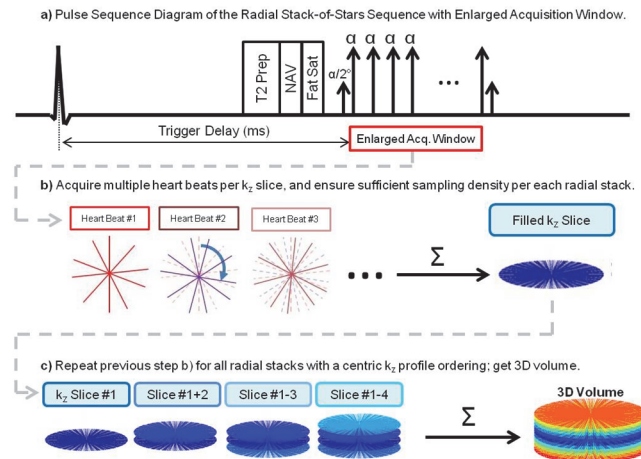 a) Pulse Sequence Diagram of the Radial Stack-of-Stars Sequence with Enlarged Acquisition Window.
α α α α
T2 Prep
NAV
Fat Sat
α/2°
...
Trigger Delay (ms)
Enlarged Acq. Window
b) Acquire multiple heart beats per kz slice, and ensure sufficient sampling density per each radial stack.
Heart Beat #1 Heart Beat #2 Heart Beat #3 Filled kz Slice
... Σ
c) Repeat previous step b) for all radial stacks with a centric kz profile ordering; get 3D volume.
kz Slice #1 Slice #1+2 Slice #1-3 Slice #1-4 3D Volume
Σ